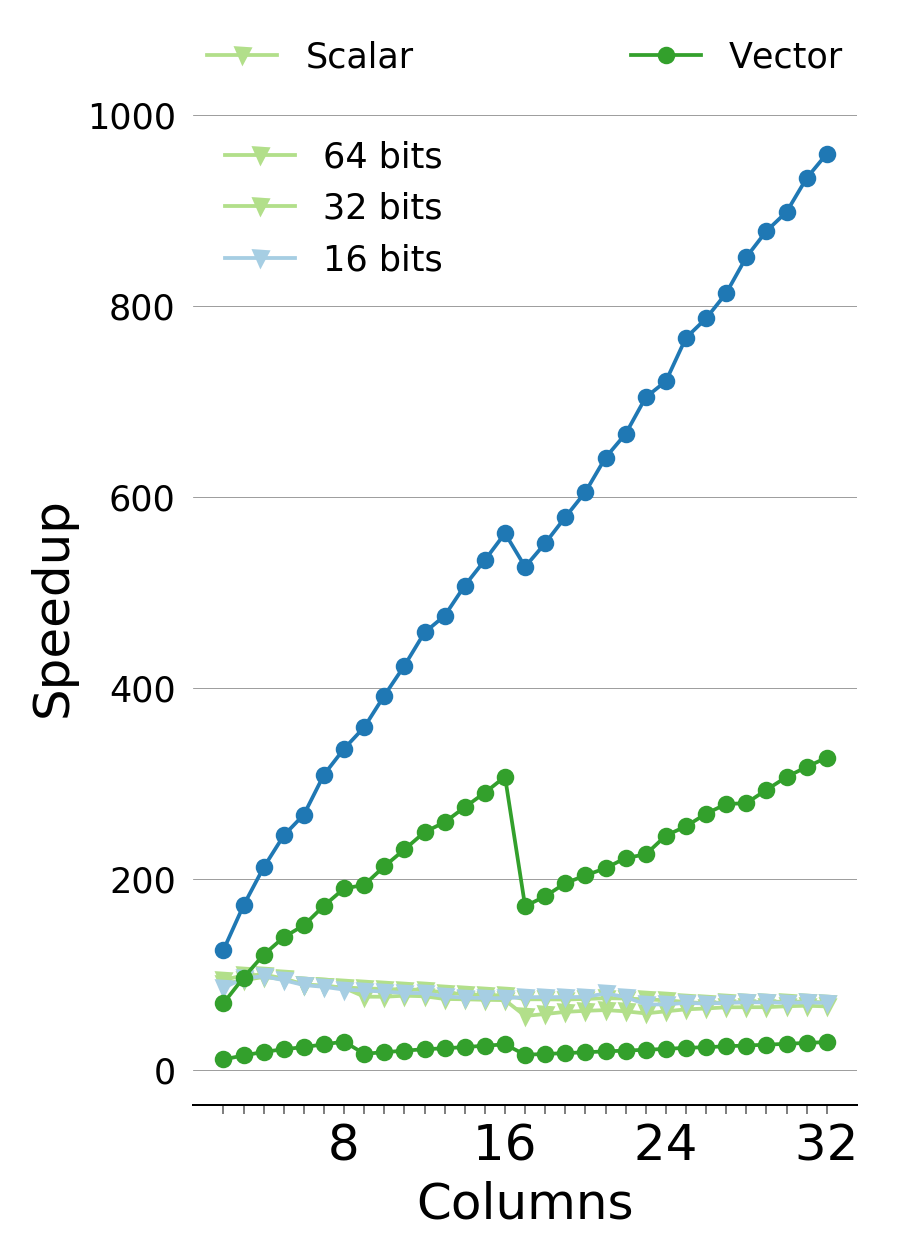 Scalar Vector
1000
64 bits
32 bits
16 bits
800
600
400
200
0
Speedup
8 16 24 32
Columns